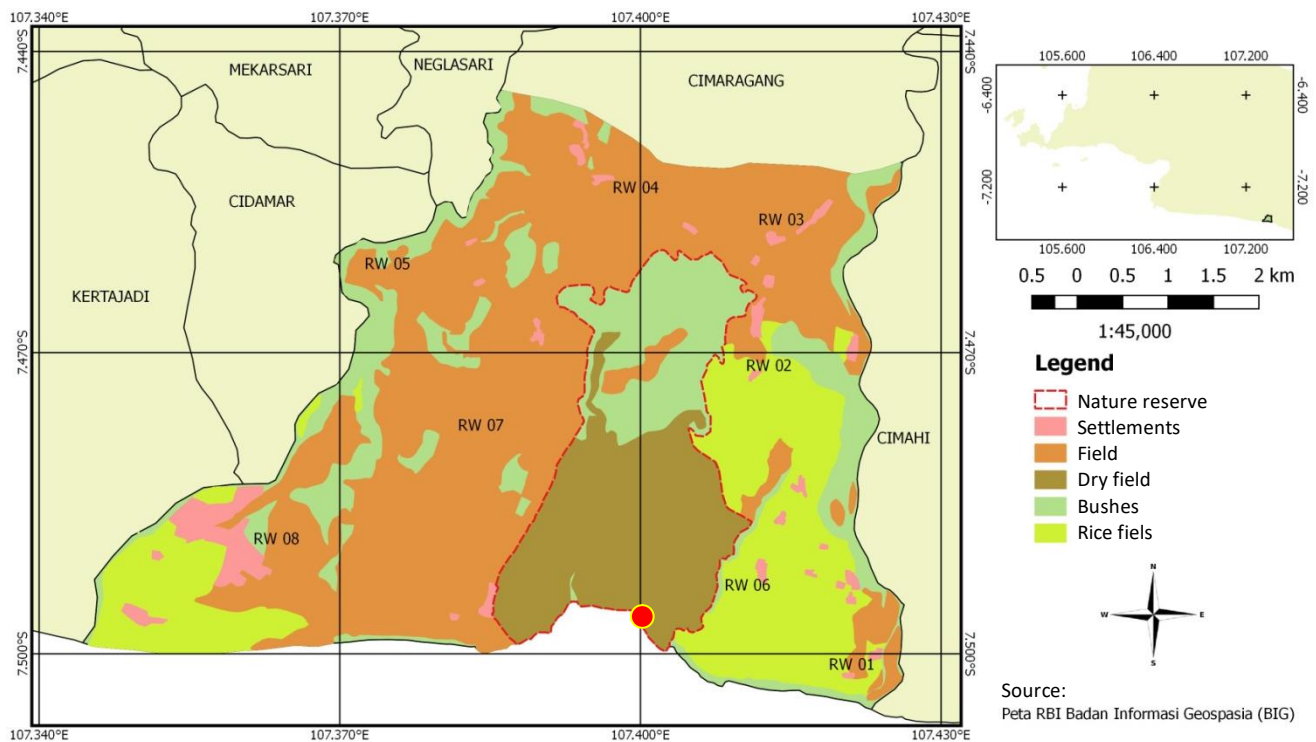 107.340°E 107.370°E 107.400°E 107.430°E
7.440°S 7.440°S
MEKARSARI NEGLASARI CIMARAGANG
RW 04
CIDAMAR RW 03
RW 05
KERTAJADI
7.470°S 7.470°S
RW 02
RW 07 CIMAHI
RW 08
RW 06
7.500°S RW 01 7.500°S
107.340°E 107.370°E 107.400°E 107.430°E
105.600 106.400 107.200
-6.400 -6.400
-7.200 -7.200
105.600 106.400 107.200
0.5 0 0.5 1 1.5 2 km
1:45,000
Legend
Nature reserve
Settlements
Field
Dry field
Bushes
Rice fiels
N
W E
S
Source:
Peta RBI Badan Informasi Geospasia (BIG)